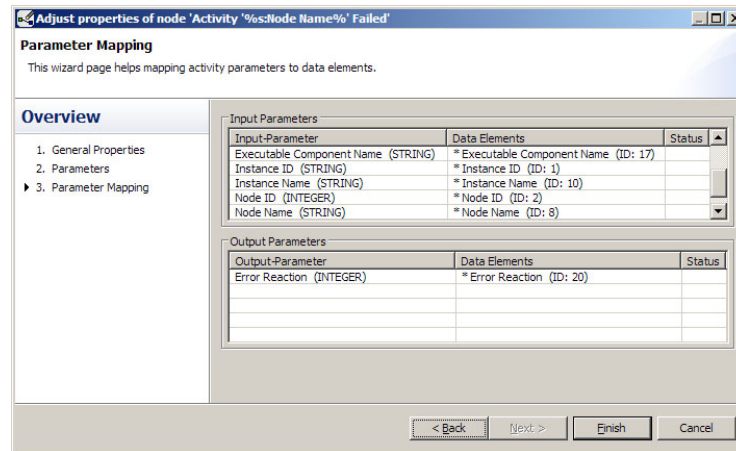 Adjust properties of node 'Activity '%s:Node Name%' Failed'
Parameter Mapping
This wizard page helps mapping activity parameters to data elements.
Overview
1. General Properties
2. Parameters
3. Parameter Mapping
Input Parameters
Input-Parameter Data Elements Status
Executable Component Name (STRING) * Executable Component Name (ID: 17)
Instance ID (STRING) * Instance ID (ID: 1)
Instance Name (STRING) * Instance Name (ID: 10)
Node ID (INTEGER) * Node ID (ID: 2)
Node Name (STRING) * Node Name (ID: 8)
Output Parameters
Output-Parameter Data Elements Status
Error Reaction (INTEGER) * Error Reaction (ID: 20)
< Back Next > Finish Cancel